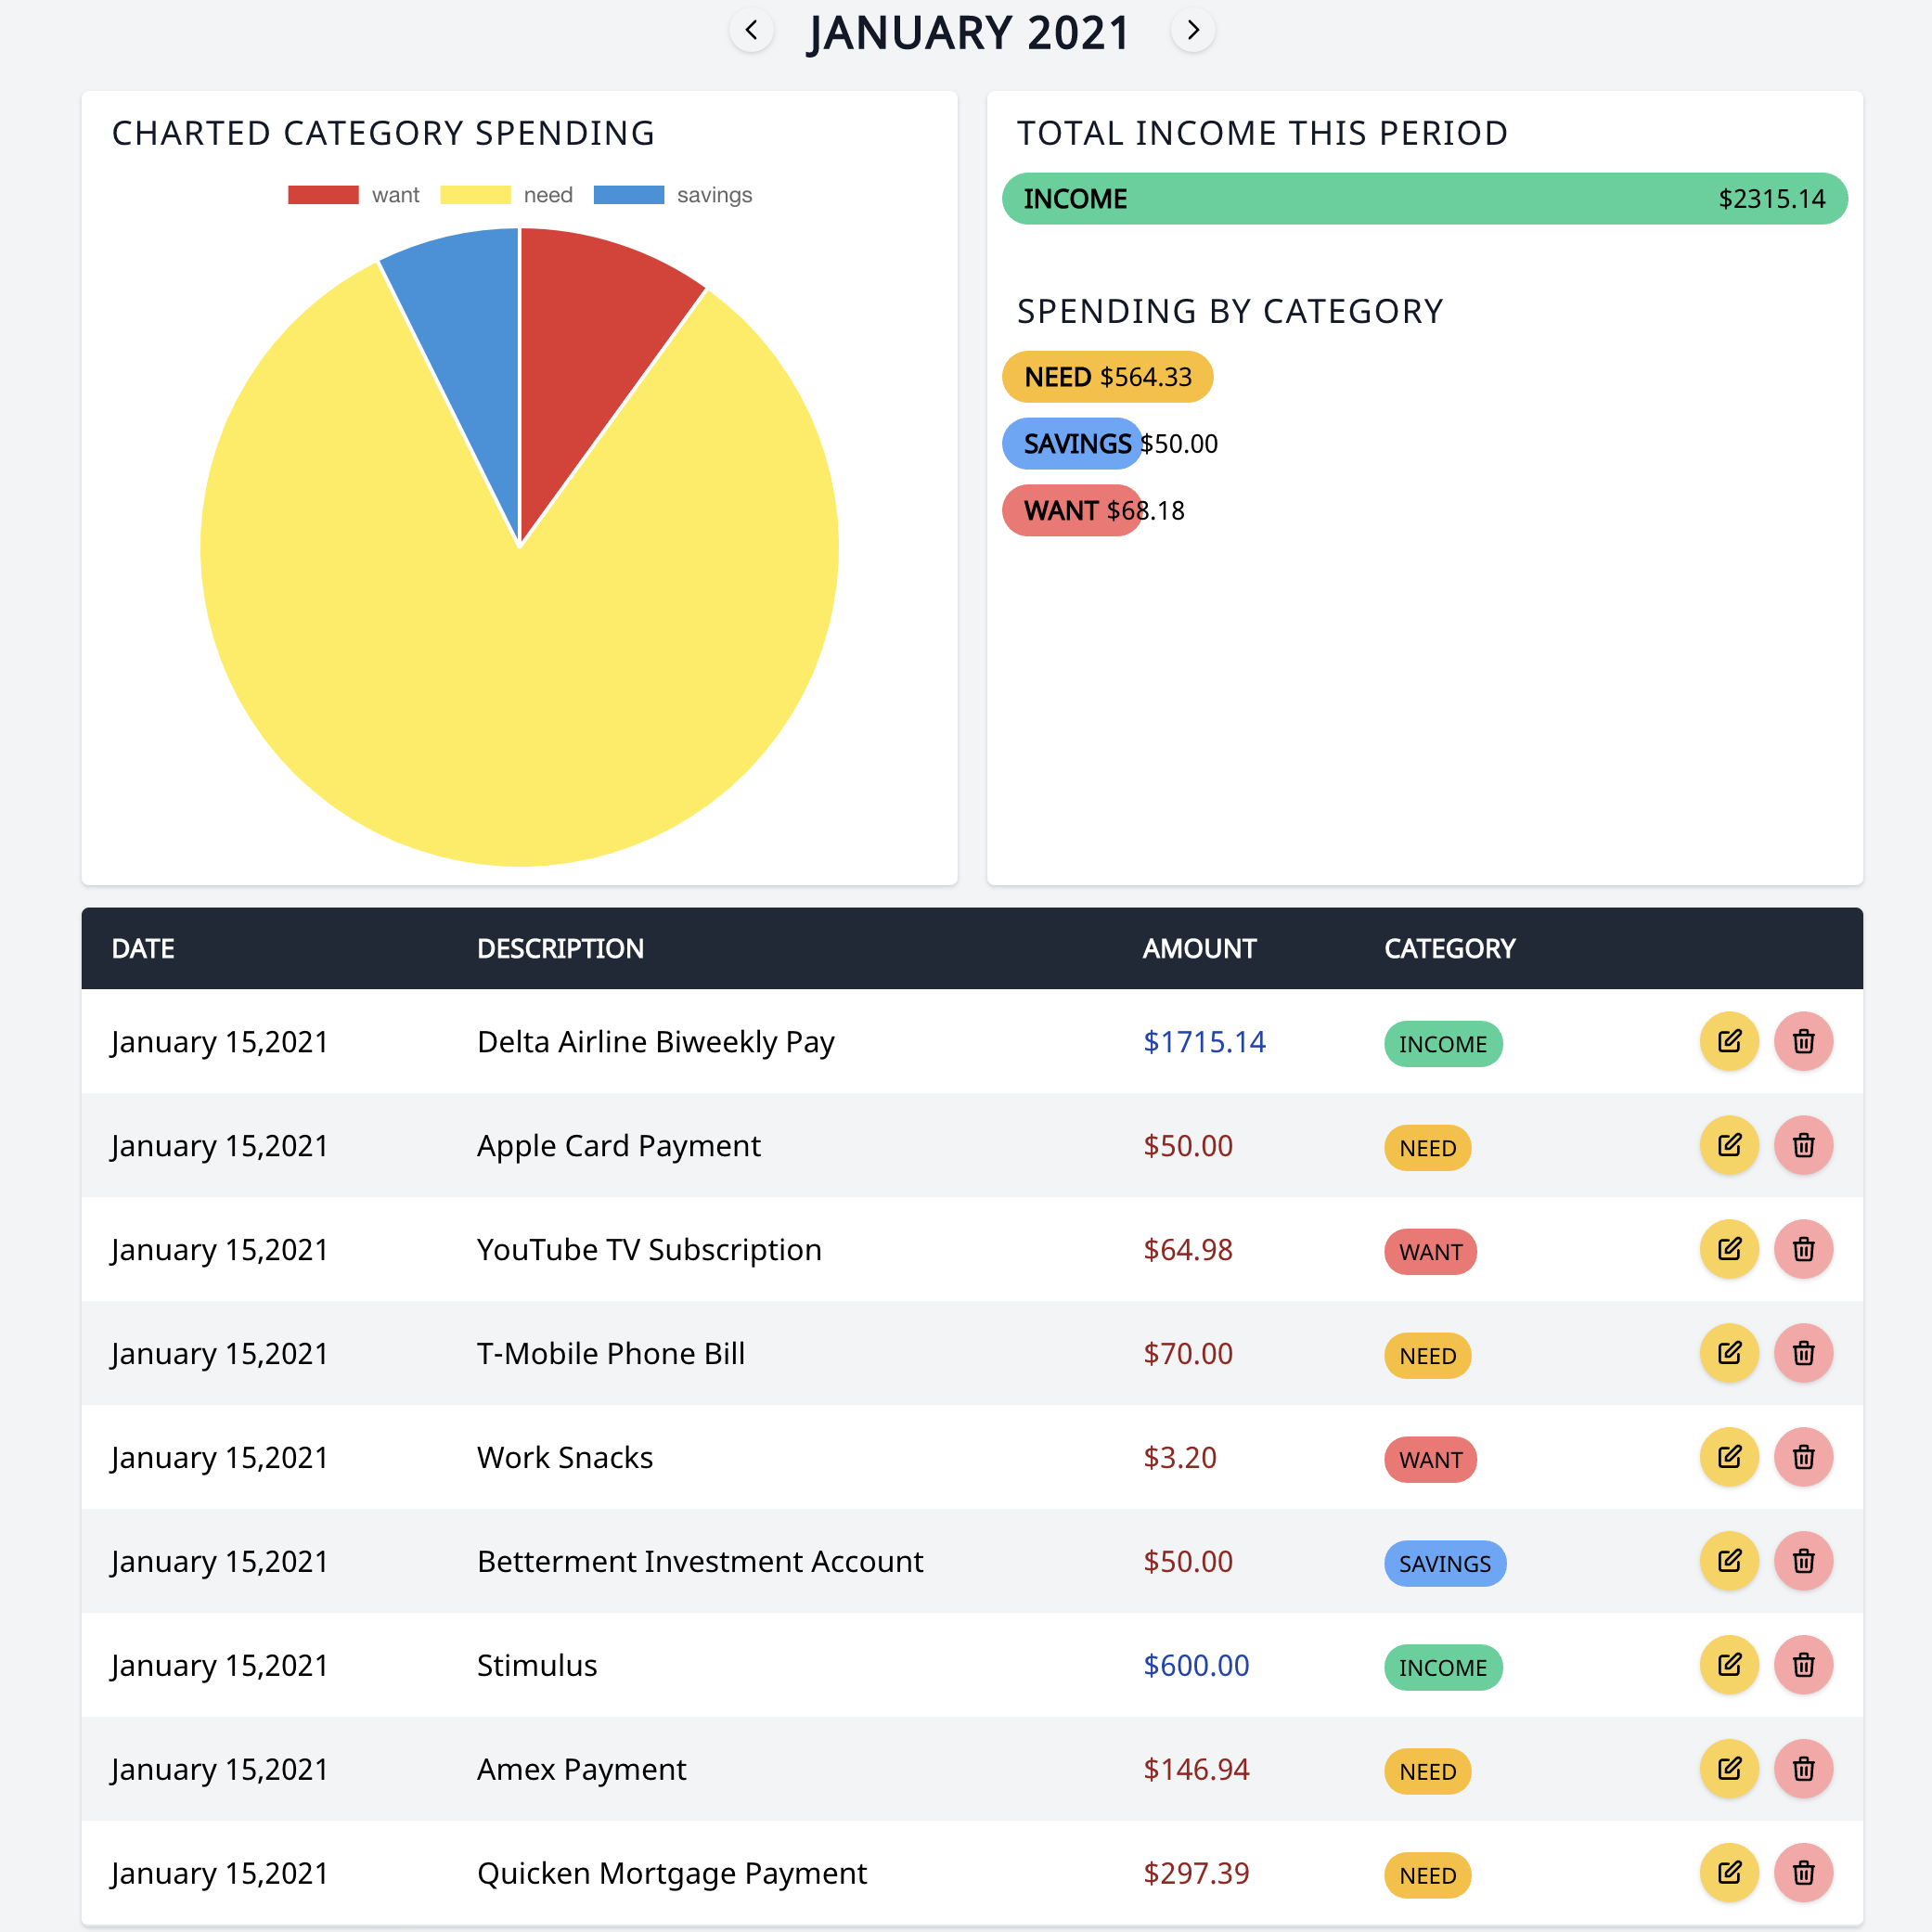 JANUARY 2021
CHARTED CATEGORY SPENDING
want need savings
TOTAL INCOME THIS PERIOD
INCOME $2315.14
SPENDING BY CATEGORY
NEED $564.33
SAVINGS $50.00
WANT $68.18
DATE DESCRIPTION AMOUNT CATEGORY
January 15,2021 Delta Airline Biweekly Pay $1715.14 INCOME
January 15,2021 Apple Card Payment $50.00 NEED
January 15,2021 YouTube TV Subscription $64.98 WANT
January 15,2021 T-Mobile Phone Bill $70.00 NEED
January 15,2021 Work Snacks $3.20 WANT
January 15,2021 Betterment Investment Account $50.00 SAVINGS
January 15,2021 Stimulus $600.00 INCOME
January 15,2021 Amex Payment $146.94 NEED
January 15,2021 Quicken Mortgage Payment $297.39 NEED